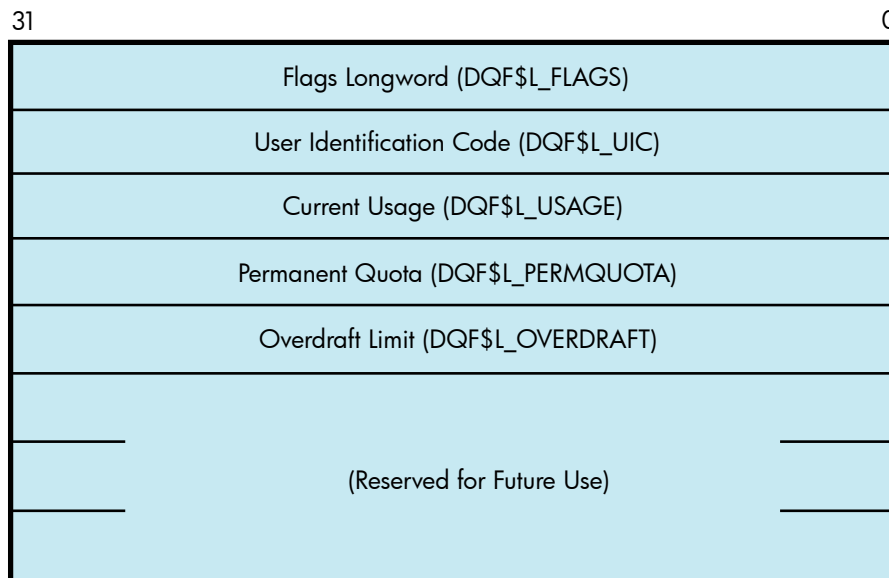 31 0
Flags Longword (DQF$L_FLAGS)
User Identification Code (DQF$L_UIC)
Current Usage (DQF$L_USAGE)
Permanent Quota (DQF$L_PERMQUOTA)
Overdraft Limit (DQF$L_OVERDRAFT)
(Reserved for Future Use)